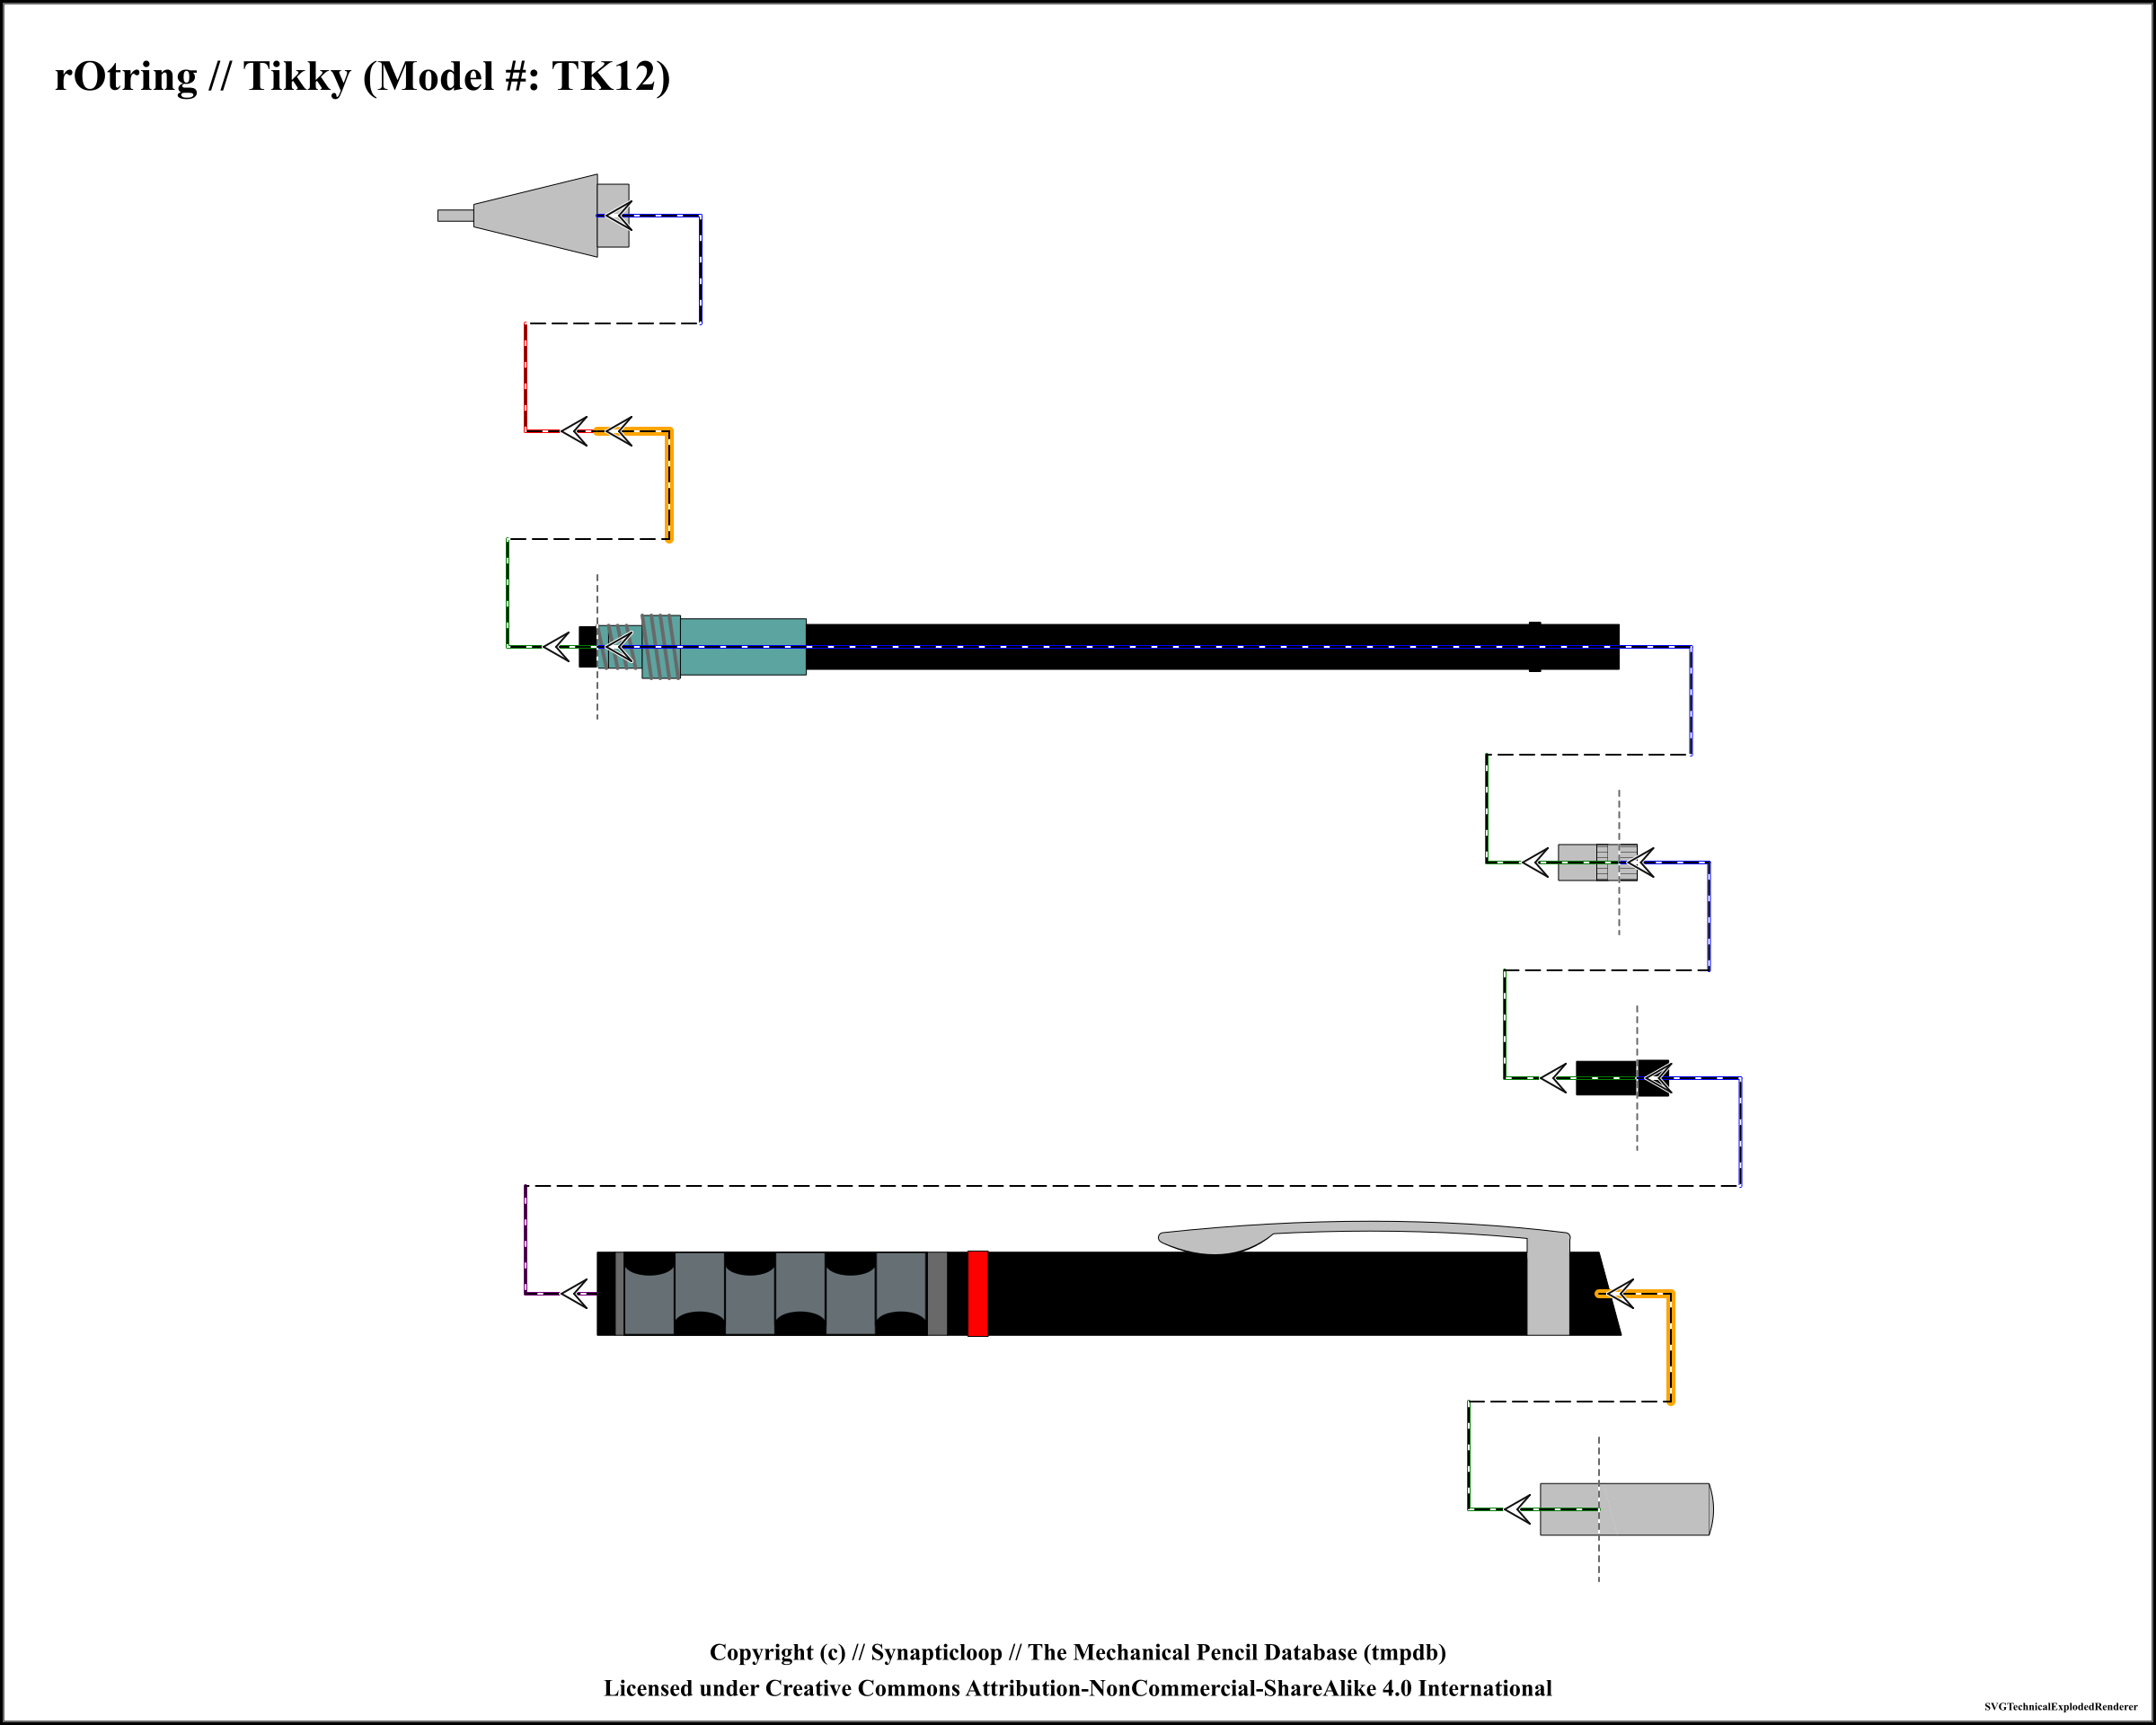 rOtring // Tikky (Model #: TK12)
Copyright (c) // Synapticloop // The Mechanical Pencil Database (tmpdb)
Licensed under Creative Commons Attribution-NonCommercial-ShareAlike 4.0 International
SVGTechnicalExplodedRenderer